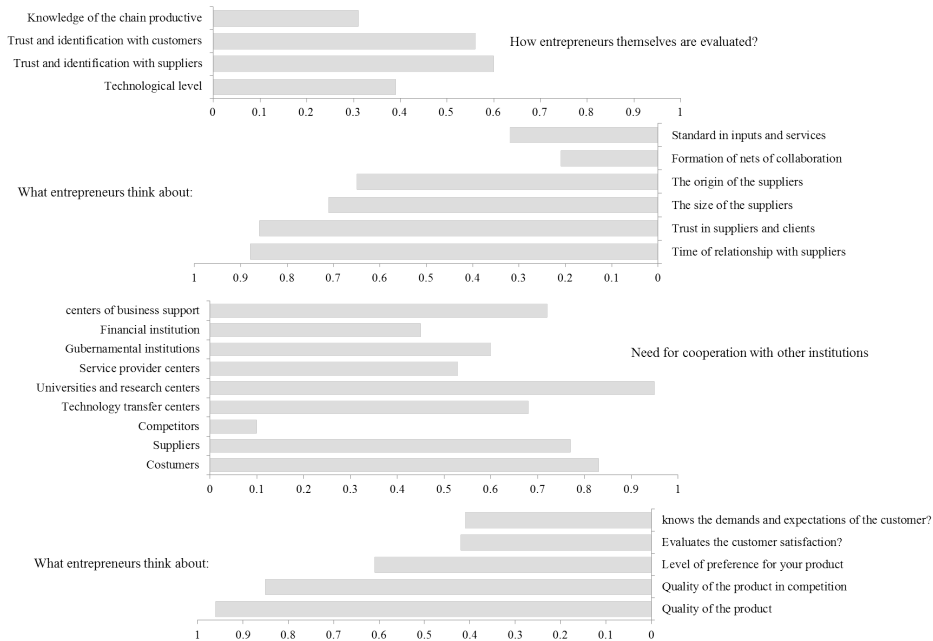 Knowledge of the chain productive
Trust and identification with customers
How entrepreneurs themselves are evaluated?
Trust and identification with suppliers
Technological level
0 0.1 0.2 0.3 0.4 0.5 0.6 0.7 0.8 0.9 1
Standard in inputs and services
Formation of nets of collaboration
The origin of the suppliers
What entrepreneurs think about:
The size of the suppliers
Trust in suppliers and clients
Time of relationship with suppliers
1 0.9 0.8 0.7 0.6 0.5 0.4 0.3 0.2 0.1 0
centers of business support
Financial institution
Gubernamental institutions
Need for cooperation with other institutions
Service provider centers
Universities and research centers
Technology transfer centers
Competitors
Suppliers
Costumers
0 0.1 0.2 0.3 0.4 0.5 0.6 0.7 0.8 0.9 1
knows the demands and expectations of the customer?
Evaluates the customer satisfaction?
What entrepreneurs think about:
Level of preference for your product
Quality of the product in competition
Quality of the product
1 0.9 0.8 0.7 0.6 0.5 0.4 0.3 0.2 0.1 0